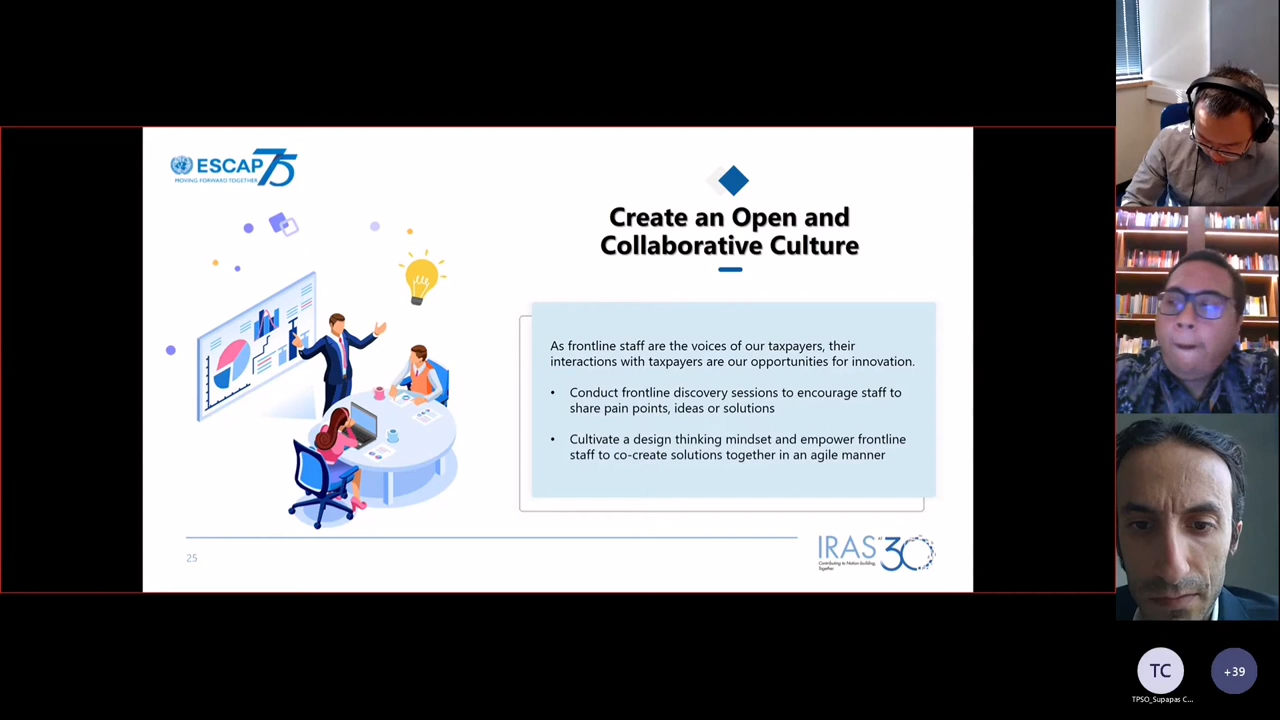 ESCAP 75
MOVING FORWARD TOGETHER
Create an Open and
Collaborative Culture
As frontline staff are the voices of our taxpayers, their
interactions with taxpayers are our opportunities for innovation.
• Conduct frontline discovery sessions to encourage staff to
share pain points, ideas or solutions
• Cultivate a design thinking mindset and empower frontline
staff to co-create solutions together in an agile manner
25
IRAS AT 30
Contributing to Nation building,
Together
TC
+39
TPSO_Supapas C...